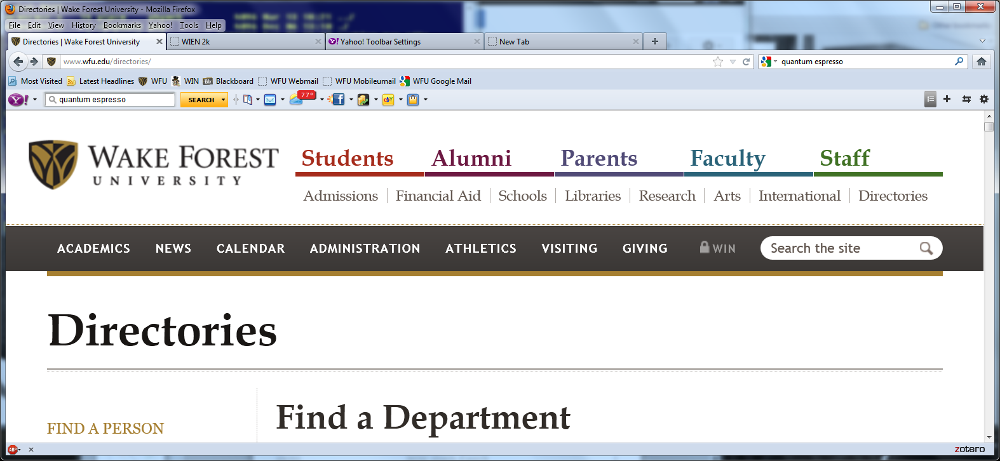 Directories | Wake Forest University - Mozilla Firefox
File Edit View History Bookmarks Yahoo! Tools Help
Directories | Wake Forest University WIEN 2k Yahoo! Toolbar Settings New Tab
www.wfu.edu/directories/ quantum espresso
Most Visited Latest Headlines WFU WIN Bb Blackboard WFU Webmail WFU Mobileumail WFU Google Mail
Y! quantum espresso SEARCH 77° eBY
WAKE FOREST
UNIVERSITY
Students Alumni Parents Faculty Staff
Admissions Financial Aid Schools Libraries Research Arts International Directories
ACADEMICS NEWS CALENDAR ADMINISTRATION ATHLETICS VISITING GIVING WIN Search the site
Directories
Find a Department
FIND A PERSON
ABP zotero